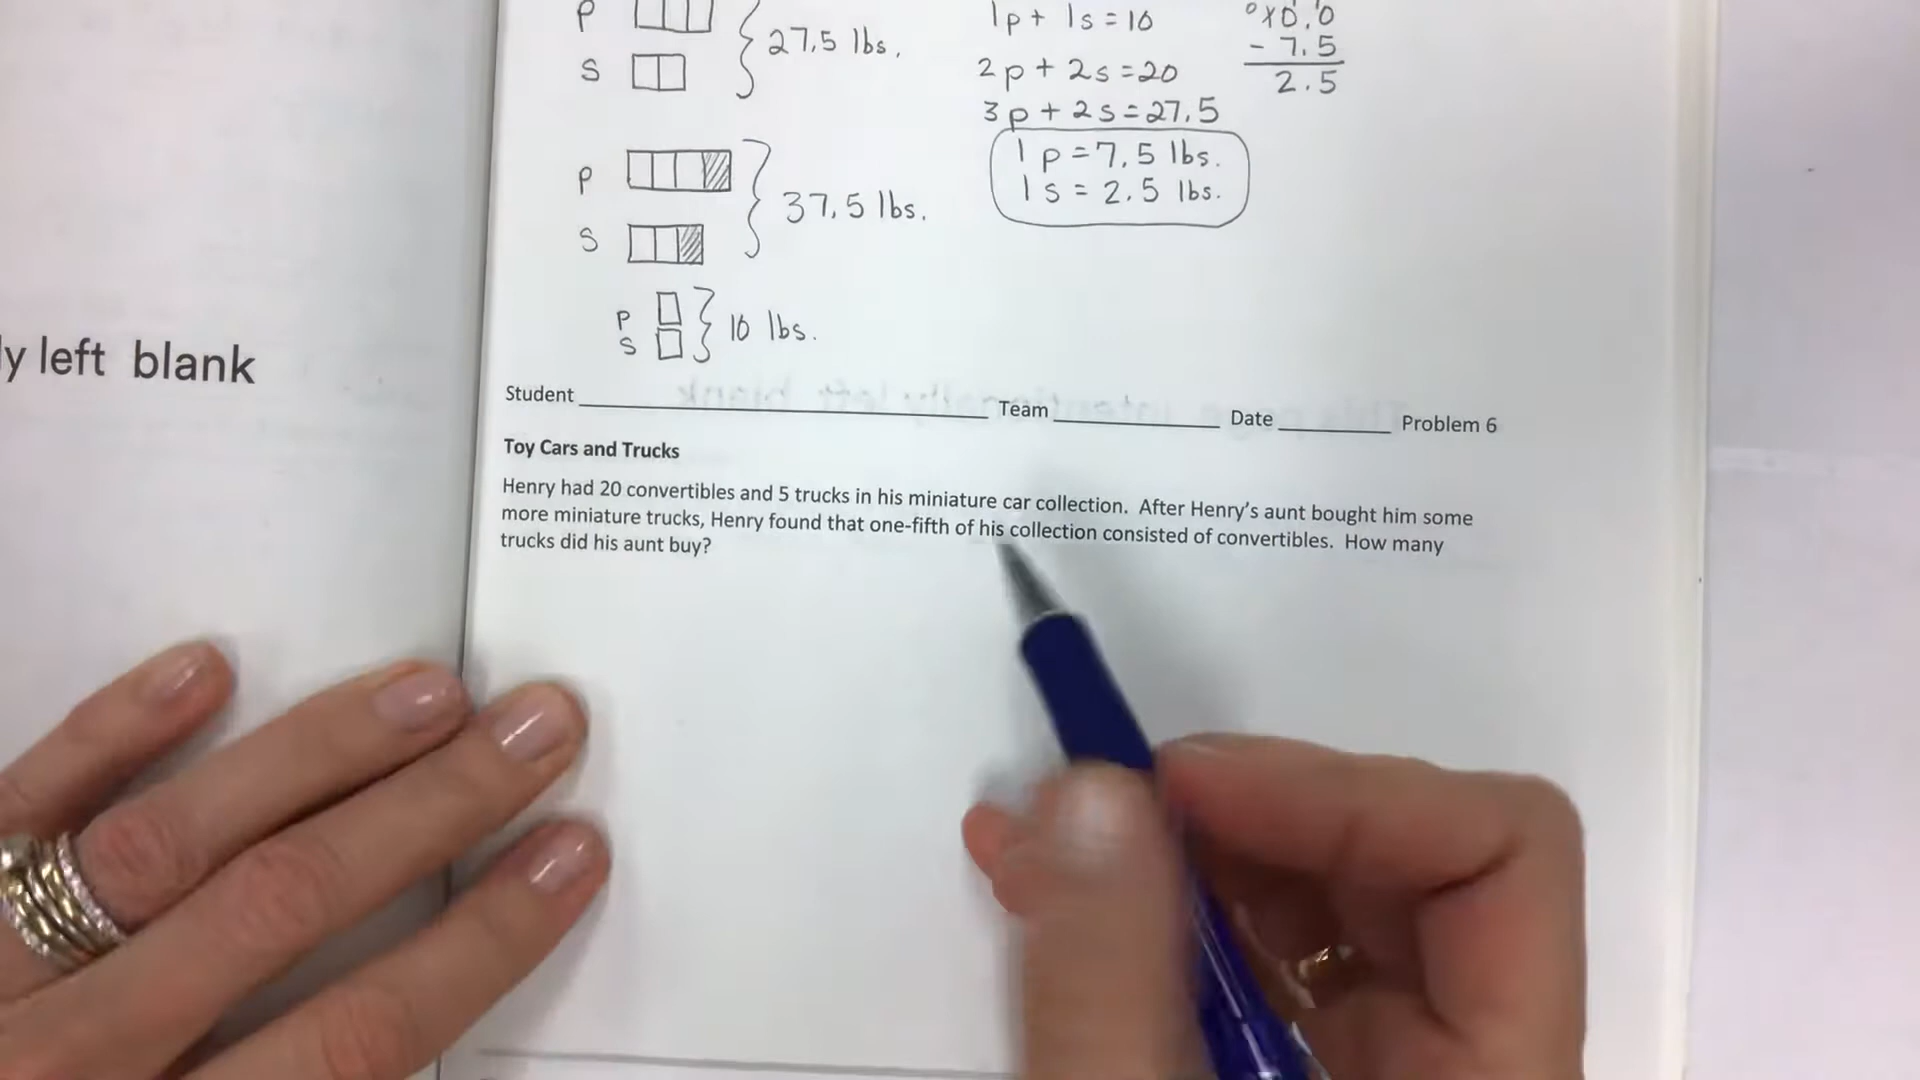 P 27.5 lbs. 1p + 1s = 10 10.0
S 2p + 2s = 20 - 7.5
3p + 2s = 27.5 2.5
P 37.5 lbs. 1p = 7.5 lbs.
S 1s = 2.5 lbs.
P 10 lbs.
S
y left blank
Student Team Date Problem 6
Toy Cars and Trucks
Henry had 20 convertibles and 5 trucks in his miniature car collection. After Henry's aunt bought him some
more miniature trucks, Henry found that one-fifth of his collection consisted of convertibles. How many
trucks did his aunt buy?